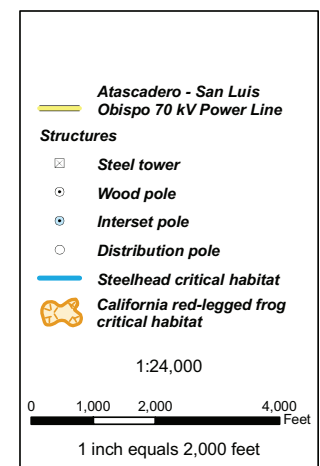 Atascadero - San Luis
Obispo 70 kV Power Line
Structures
Steel tower
Wood pole
Interset pole
Distribution pole
Steelhead critical habitat
California red-legged frog
critical habitat
1:24,000
0 1,000 2,000 4,000
Feet
1 inch equals 2,000 feet